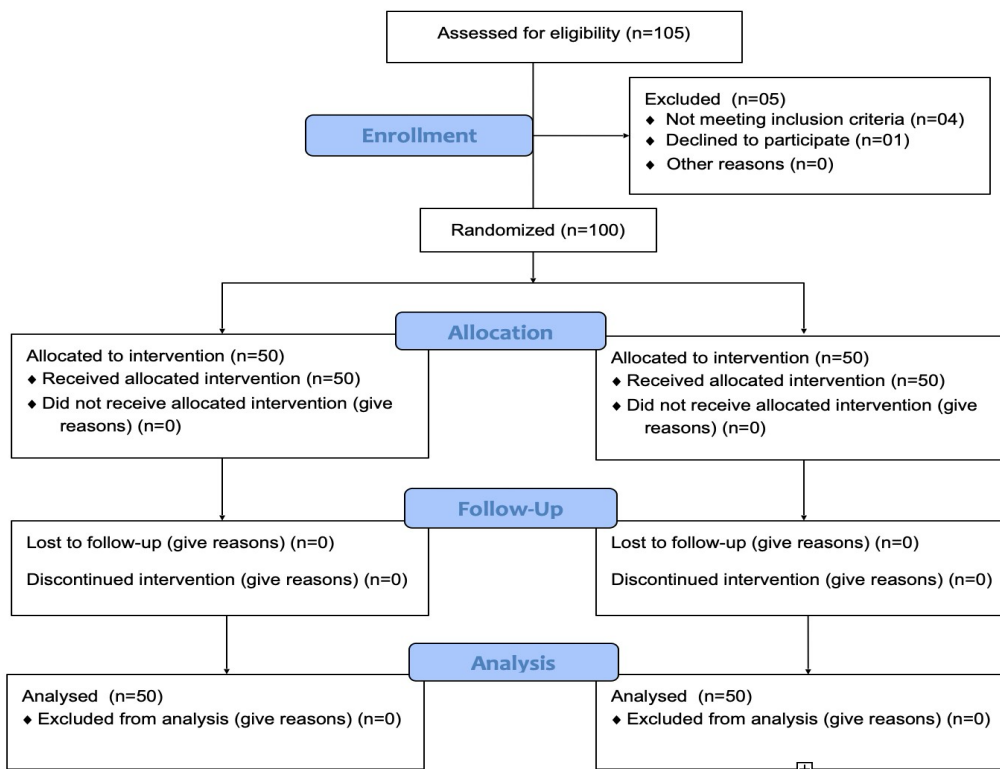 Assessed for eligibility (n=105)
Excluded (n=05)
◆ Not meeting inclusion criteria (n=04)
◆ Declined to participate (n=01)
◆ Other reasons (n=0)
Enrollment
Randomized (n=100)
Allocation
Allocated to intervention (n=50)
◆ Received allocated intervention (n=50)
◆ Did not receive allocated intervention (give
reasons) (n=0)
Allocated to intervention (n=50)
◆ Received allocated intervention (n=50)
◆ Did not receive allocated intervention (give
reasons) (n=0)
Follow-Up
Lost to follow-up (give reasons) (n=0)
Discontinued intervention (give reasons) (n=0)
Lost to follow-up (give reasons) (n=0)
Discontinued intervention (give reasons) (n=0)
Analysis
Analysed (n=50)
◆ Excluded from analysis (give reasons) (n=0)
Analysed (n=50)
◆ Excluded from analysis (give reasons) (n=0)